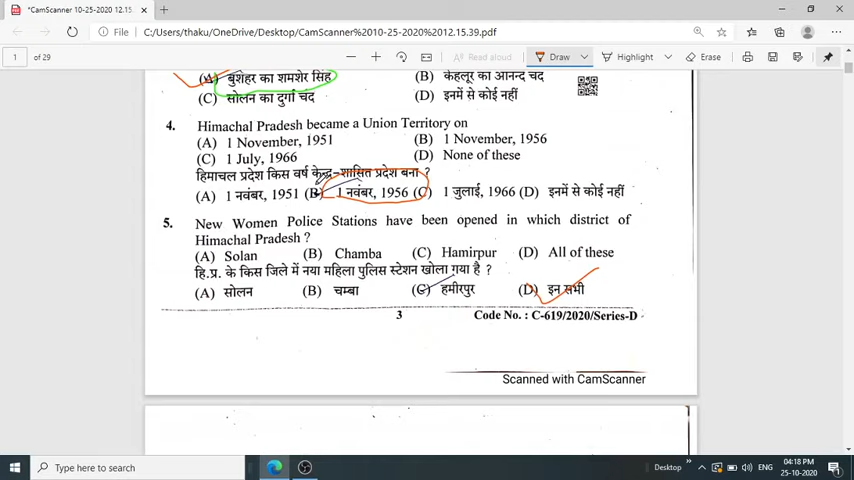 *CamScanner 10-25-2020 12.15.
File | C:/Users/thaku/OneDrive/Desktop/CamScanner%2010-25-2020%2012.15.39.pdf
1 of 29 Read aloud Draw Highlight Erase
(A) बुशैहर का शमशेर सिंह (B) केहलूर का आनन्द चंद
(C) सोलन का दुर्गा चंद (D) इनमें से कोई नहीं
4. Himachal Pradesh became a Union Territory on
(A) 1 November, 1951 (B) 1 November, 1956
(C) 1 July, 1966 (D) None of these
हिमाचल प्रदेश किस वर्ष केन्द्र-शासित प्रदेश बना ?
(A) 1 नवंबर, 1951 (B) 1 नवंबर, 1956 (C) 1 जुलाई, 1966 (D) इनमें से कोई नहीं
5. New Women Police Stations have been opened in which district of
Himachal Pradesh ?
(A) Solan (B) Chamba (C) Hamirpur (D) All of these
हि.प्र. के किस जिले में नया महिला पुलिस स्टेशन खोला गया है ?
(A) सोलन (B) चम्बा (C) हमीरपुर (D) इन सभी
3 Code No. : C-619/2020/Series-D
Scanned with CamScanner
Type here to search Desktop ENG 04:18 PM
25-10-2020